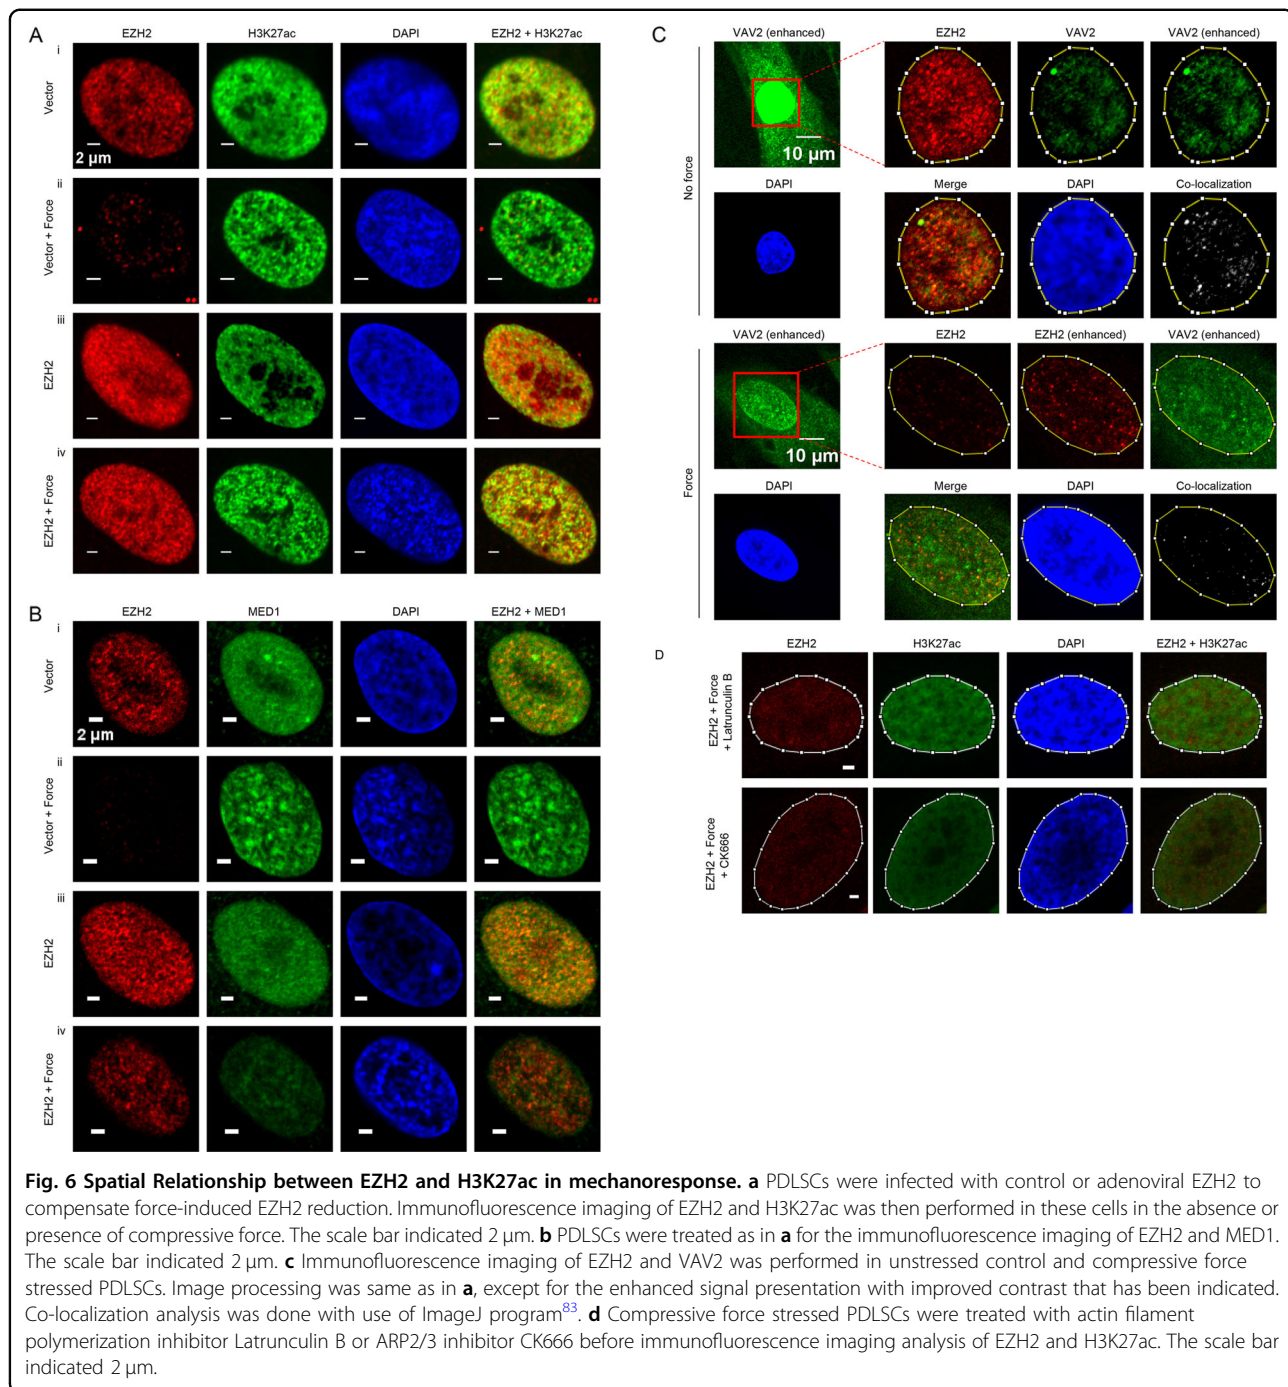 A
EZH2 H3K27ac DAPI EZH2 + H3K27ac
i
Vector
2 μm
ii
Vector + Force
iii
EZH2
iv
EZH2 + Force
B
EZH2 MED1 DAPI EZH2 + MED1
i
Vector
2 μm
ii
Vector + Force
iii
EZH2
iv
EZH2 + Force
C
VAV2 (enhanced) EZH2 VAV2 VAV2 (enhanced)
10 μm
No force
DAPI Merge DAPI Co-localization
VAV2 (enhanced) EZH2 EZH2 (enhanced) VAV2 (enhanced)
10 μm
Force
DAPI Merge DAPI Co-localization
D
EZH2 H3K27ac DAPI EZH2 + H3K27ac
EZH2 + Force
+ Latrunculin B
EZH2 + Force
+ CK666
Fig. 6 Spatial Relationship between EZH2 and H3K27ac in mechanoresponse. a PDLSCs were infected with control or adenoviral EZH2 to
compensate force-induced EZH2 reduction. Immunofluorescence imaging of EZH2 and H3K27ac was then performed in these cells in the absence or
presence of compressive force. The scale bar indicated 2 μm. b PDLSCs were treated as in a for the immunofluorescence imaging of EZH2 and MED1.
The scale bar indicated 2 μm. c Immunofluorescence imaging of EZH2 and VAV2 was performed in unstressed control and compressive force
stressed PDLSCs. Image processing was same as in a, except for the enhanced signal presentation with improved contrast that has been indicated.
Co-localization analysis was done with use of ImageJ program83. d Compressive force stressed PDLSCs were treated with actin filament
polymerization inhibitor Latrunculin B or ARP2/3 inhibitor CK666 before immunofluorescence imaging analysis of EZH2 and H3K27ac. The scale bar
indicated 2 μm.